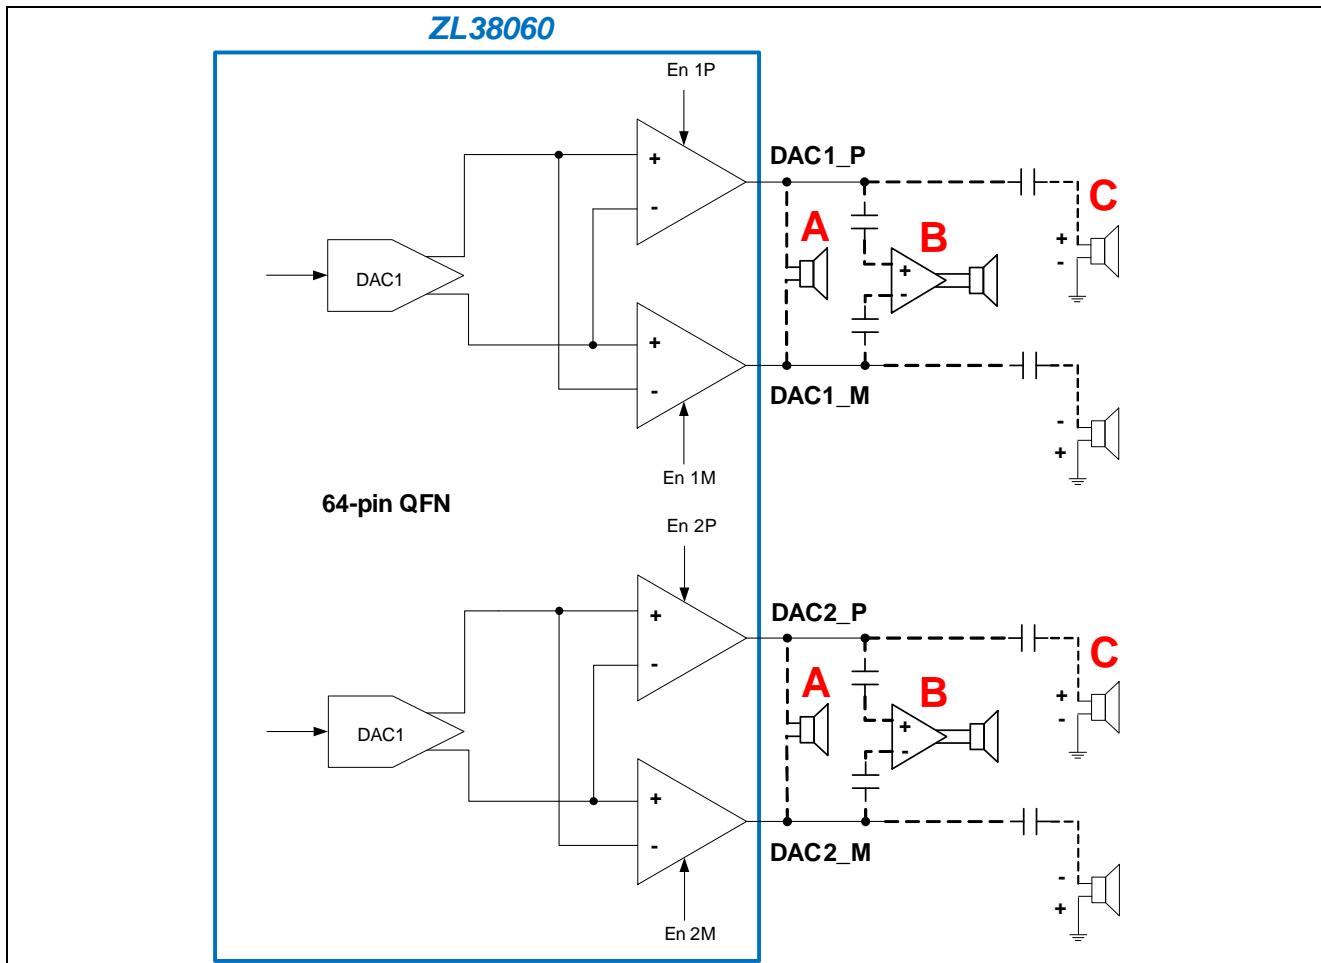 ZL38060
En 1P
DAC1_P
+
-
A
B
C
+
-
+
-
DAC1
+
-
DAC1_M
-
+
En 1M
64-pin QFN
En 2P
DAC2_P
+
-
A
B
C
+
-
+
-
DAC1
+
-
DAC2_M
-
+
En 2M